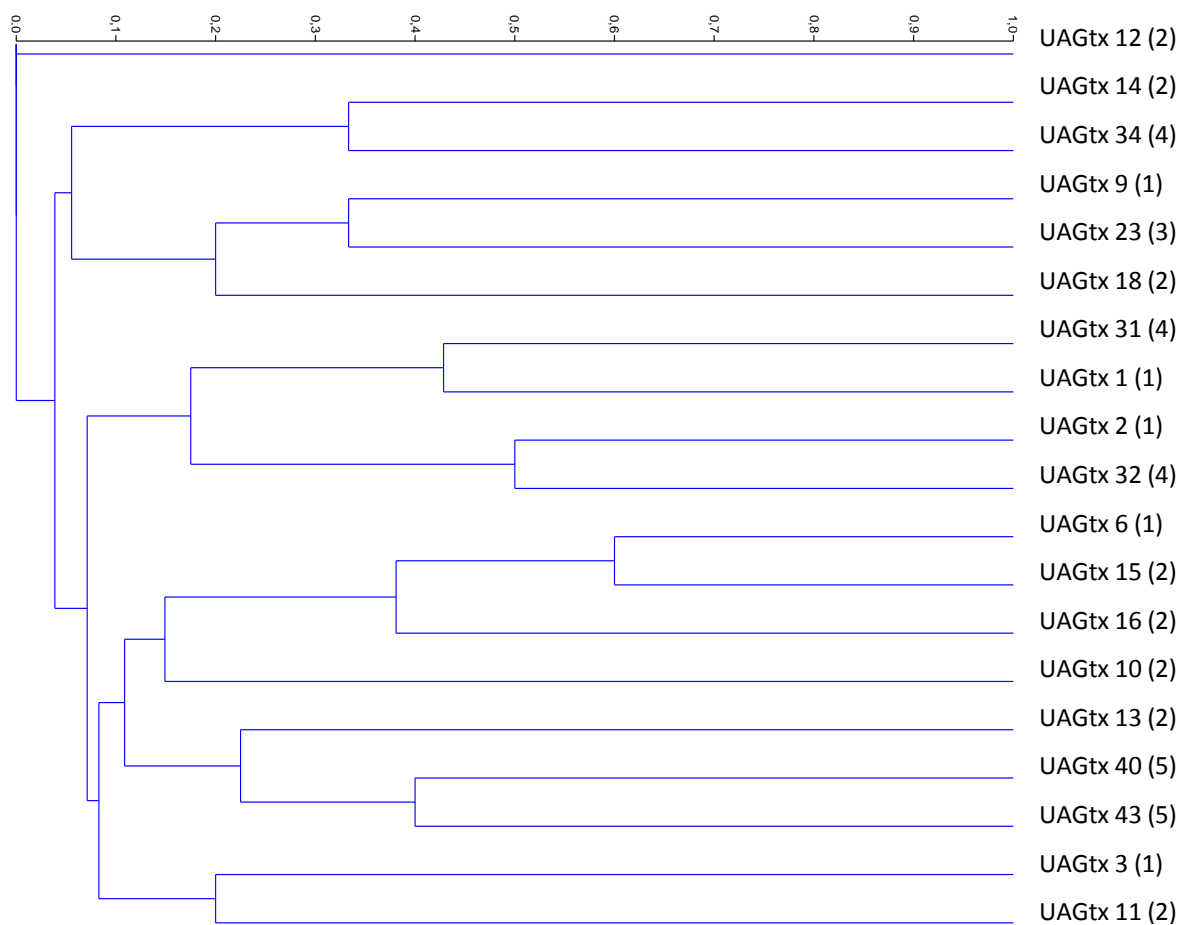 0,0 0,1 0,2 0,3 0,4 0,5 0,6 0,7 0,8 0,9 1,0
UAGtx 12 (2)
UAGtx 14 (2)
UAGtx 34 (4)
UAGtx 9 (1)
UAGtx 23 (3)
UAGtx 18 (2)
UAGtx 31 (4)
UAGtx 1 (1)
UAGtx 2 (1)
UAGtx 32 (4)
UAGtx 6 (1)
UAGtx 15 (2)
UAGtx 16 (2)
UAGtx 10 (2)
UAGtx 13 (2)
UAGtx 40 (5)
UAGtx 43 (5)
UAGtx 3 (1)
UAGtx 11 (2)